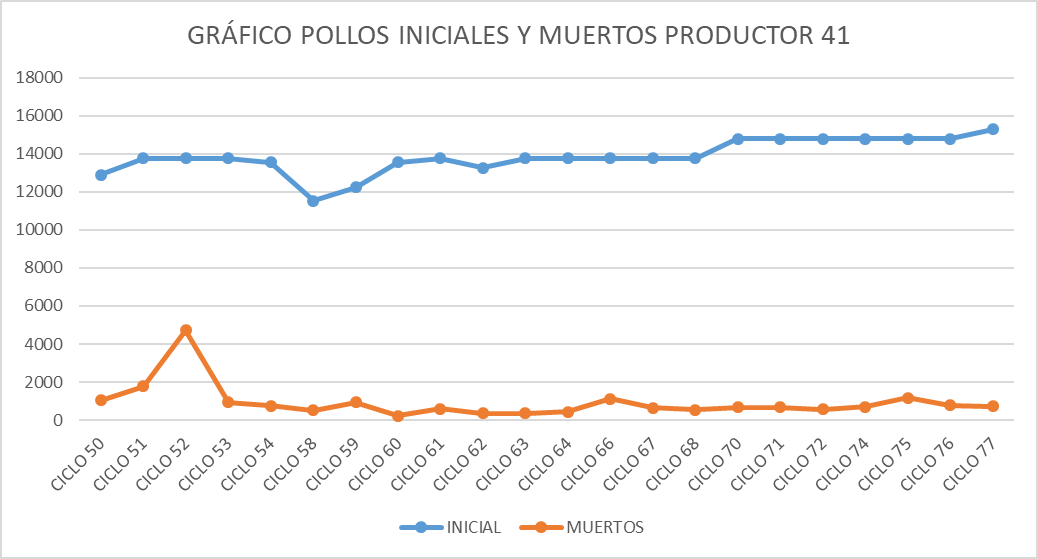 GRÁFICO POLLOS INICIALES Y MUERTOS PRODUCTOR 41
18000
16000
14000
12000
10000
8000
6000
4000
2000
0
CICLO 50
CICLO 51
CICLO 52
CICLO 53
CICLO 54
CICLO 58
CICLO 59
CICLO 60
CICLO 61
CICLO 62
CICLO 63
CICLO 64
CICLO 66
CICLO 67
CICLO 68
CICLO 70
CICLO 71
CICLO 72
CICLO 74
CICLO 75
CICLO 76
CICLO 77
INICIAL
MUERTOS